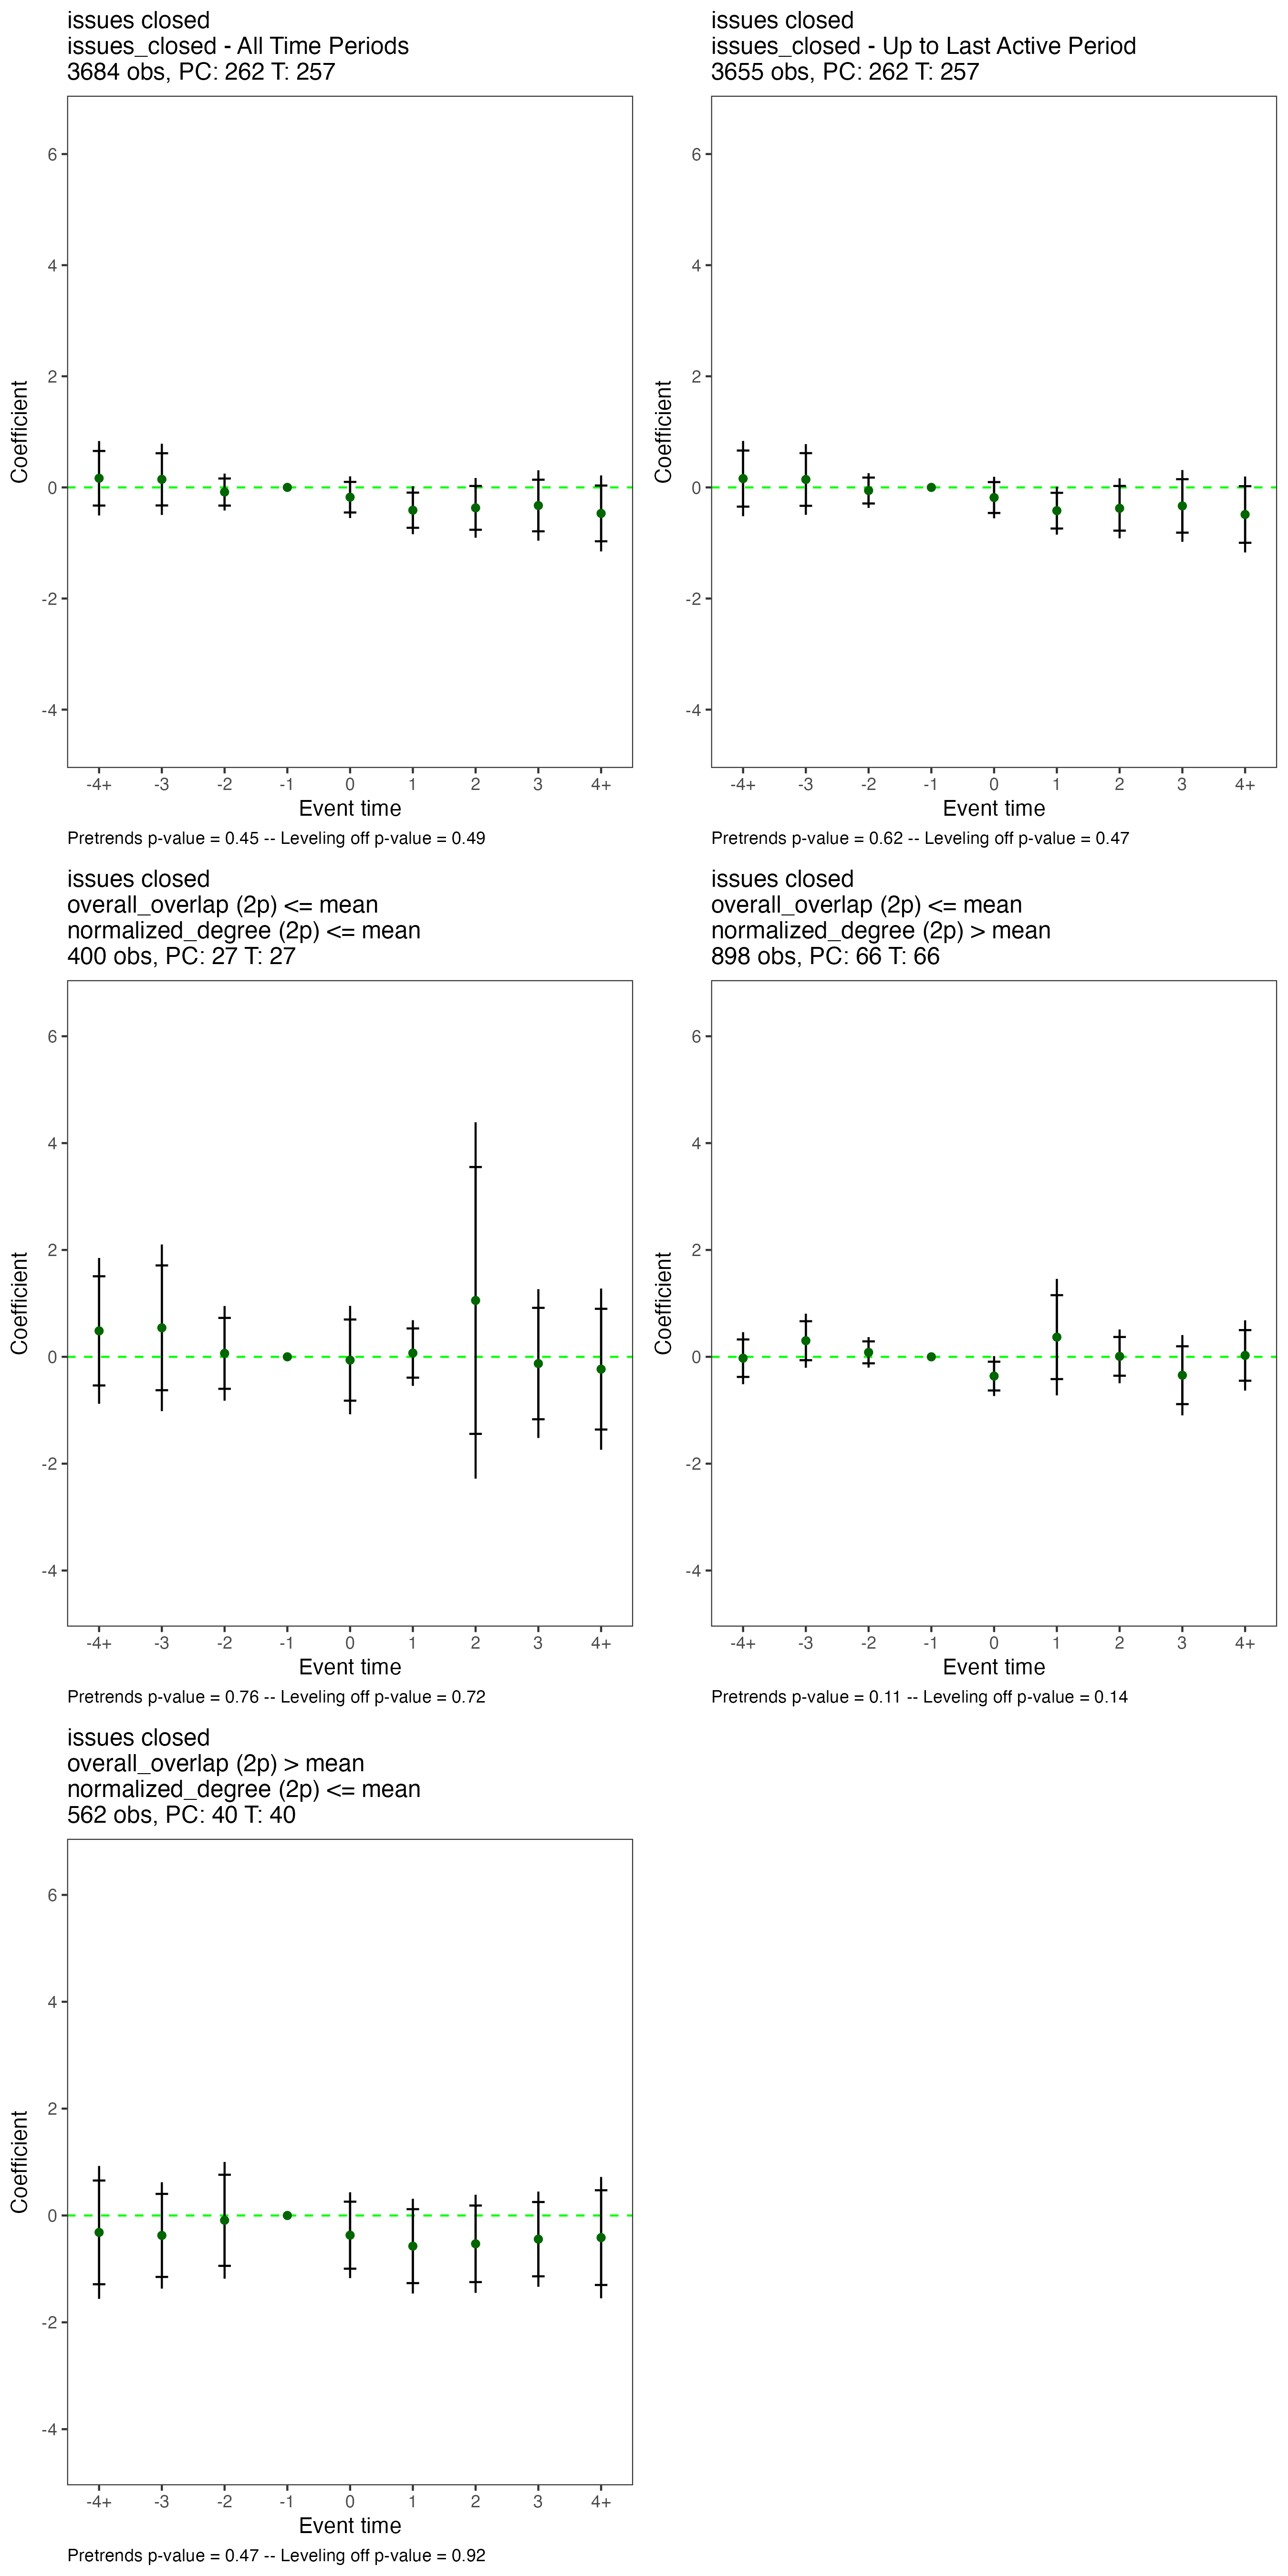 issues closed
issues_closed - All Time Periods
3684 obs, PC: 262 T: 257
Coefficient
6
4
2
0
-2
-4
-4+ -3 -2 -1 0 1 2 3 4+
Event time
Pretrends p-value = 0.45 -- Leveling off p-value = 0.49
issues closed
issues_closed - Up to Last Active Period
3655 obs, PC: 262 T: 257
Coefficient
6
4
2
0
-2
-4
-4+ -3 -2 -1 0 1 2 3 4+
Event time
Pretrends p-value = 0.62 -- Leveling off p-value = 0.47
issues closed
overall_overlap (2p) <= mean
normalized_degree (2p) <= mean
400 obs, PC: 27 T: 27
Coefficient
6
4
2
0
-2
-4
-4+ -3 -2 -1 0 1 2 3 4+
Event time
Pretrends p-value = 0.76 -- Leveling off p-value = 0.72
issues closed
overall_overlap (2p) <= mean
normalized_degree (2p) > mean
898 obs, PC: 66 T: 66
Coefficient
6
4
2
0
-2
-4
-4+ -3 -2 -1 0 1 2 3 4+
Event time
Pretrends p-value = 0.11 -- Leveling off p-value = 0.14
issues closed
overall_overlap (2p) > mean
normalized_degree (2p) <= mean
562 obs, PC: 40 T: 40
Coefficient
6
4
2
0
-2
-4
-4+ -3 -2 -1 0 1 2 3 4+
Event time
Pretrends p-value = 0.47 -- Leveling off p-value = 0.92